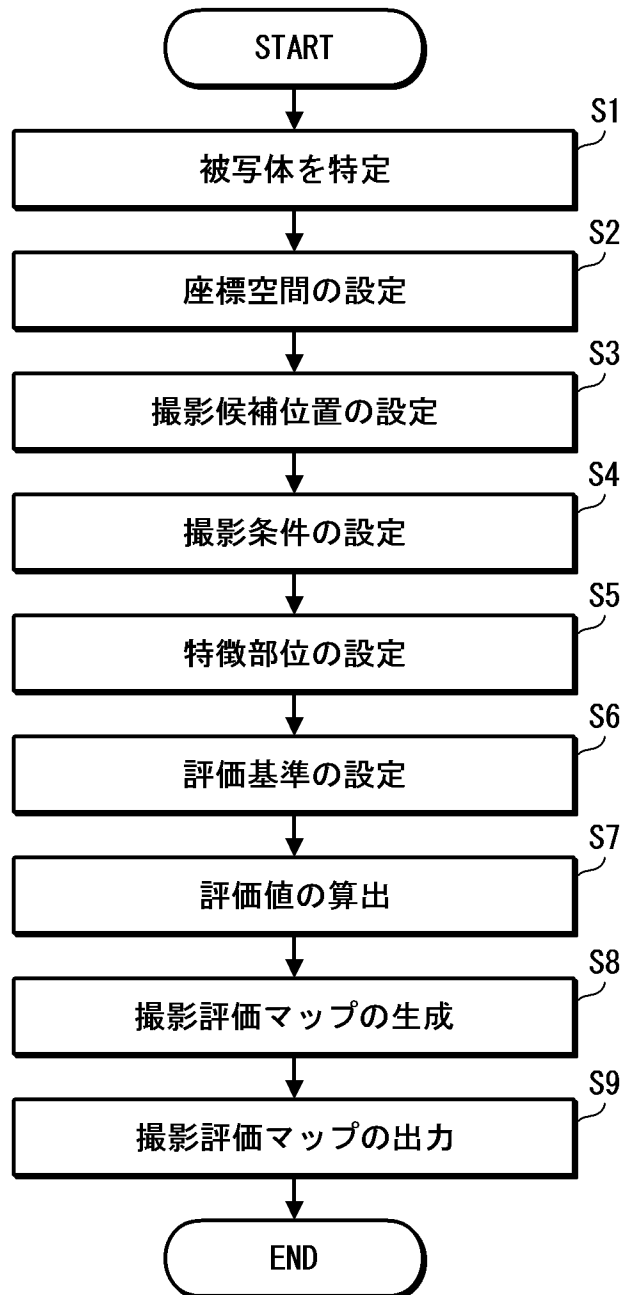 START
S1
被写体を特定
S2
座標空間の設定
S3
撮影候補位置の設定
S4
撮影条件の設定
S5
特徴部位の設定
S6
評価基準の設定
S7
評価値の算出
S8
撮影評価マップの生成
S9
撮影評価マップの出力
END